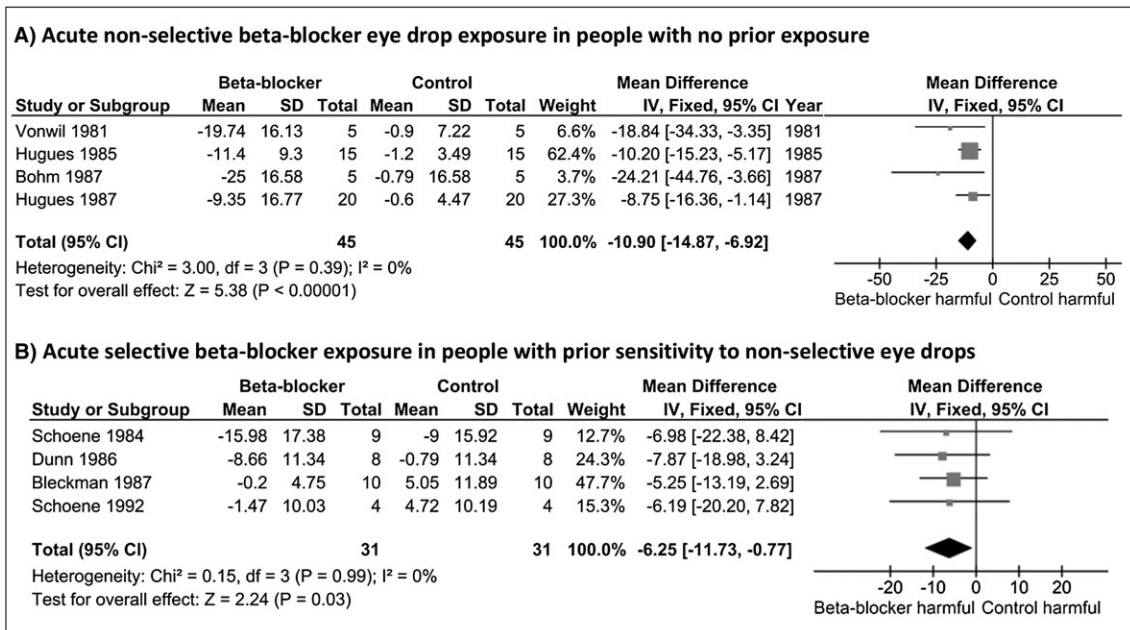 A) Acute non-selective beta-blocker eye drop exposure in people with no prior exposure
Beta-blocker Control Mean Difference Mean Difference
Study or Subgroup Mean SD Total Mean SD Total Weight IV, Fixed, 95% CI Year IV, Fixed, 95% CI
Vonwil 1981 -19.74 16.13 5 -0.9 7.22 5 6.6% -18.84 [-34.33, -3.35] 1981
Hugues 1985 -11.4 9.3 15 -1.2 3.49 15 62.4% -10.20 [-15.23, -5.17] 1985
Bohm 1987 -25 16.58 5 -0.79 16.58 5 3.7% -24.21 [-44.76, -3.66] 1987
Hugues 1987 -9.35 16.77 20 -0.6 4.47 20 27.3% -8.75 [-16.36, -1.14] 1987
Total (95% CI) 45 45 100.0% -10.90 [-14.87, -6.92]
Heterogeneity: Chi² = 3.00, df = 3 (P = 0.39); I² = 0%
Test for overall effect: Z = 5.38 (P < 0.00001)
-50 -25 0 25 50
Beta-blocker harmful Control harmful
B) Acute selective beta-blocker exposure in people with prior sensitivity to non-selective eye drops
Beta-blocker Control Mean Difference Mean Difference
Study or Subgroup Mean SD Total Mean SD Total Weight IV, Fixed, 95% CI IV, Fixed, 95% CI
Schoene 1984 -15.98 17.38 9 -9 15.92 9 12.7% -6.98 [-22.38, 8.42]
Dunn 1986 -8.66 11.34 8 -0.79 11.34 8 24.3% -7.87 [-18.98, 3.24]
Bleckman 1987 -0.2 4.75 10 5.05 11.89 10 47.7% -5.25 [-13.19, 2.69]
Schoene 1992 -1.47 10.03 4 4.72 10.19 4 15.3% -6.19 [-20.20, 7.82]
Total (95% CI) 31 31 100.0% -6.25 [-11.73, -0.77]
Heterogeneity: Chi² = 0.15, df = 3 (P = 0.99); I² = 0%
Test for overall effect: Z = 2.24 (P = 0.03)
-20 -10 0 10 20
Beta-blocker harmful Control harmful